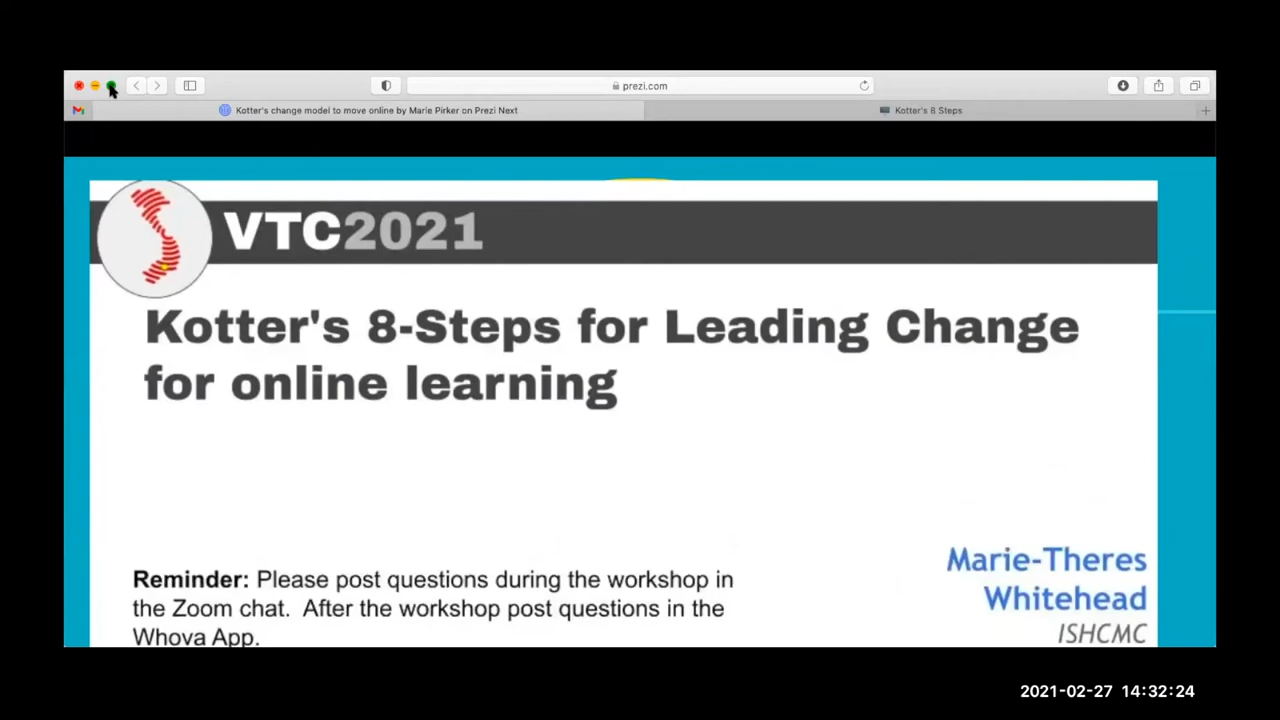 prezi.com
Kotter's change model to move online by Marie Pirker on Prezi Next
Kotter's 8 Steps
VTC2021
Kotter's 8-Steps for Leading Change
for online learning
Reminder: Please post questions during the workshop in
the Zoom chat. After the workshop post questions in the
Whova App.
Marie-Theres
Whitehead
ISHCMC
2021-02-27 14:32:24